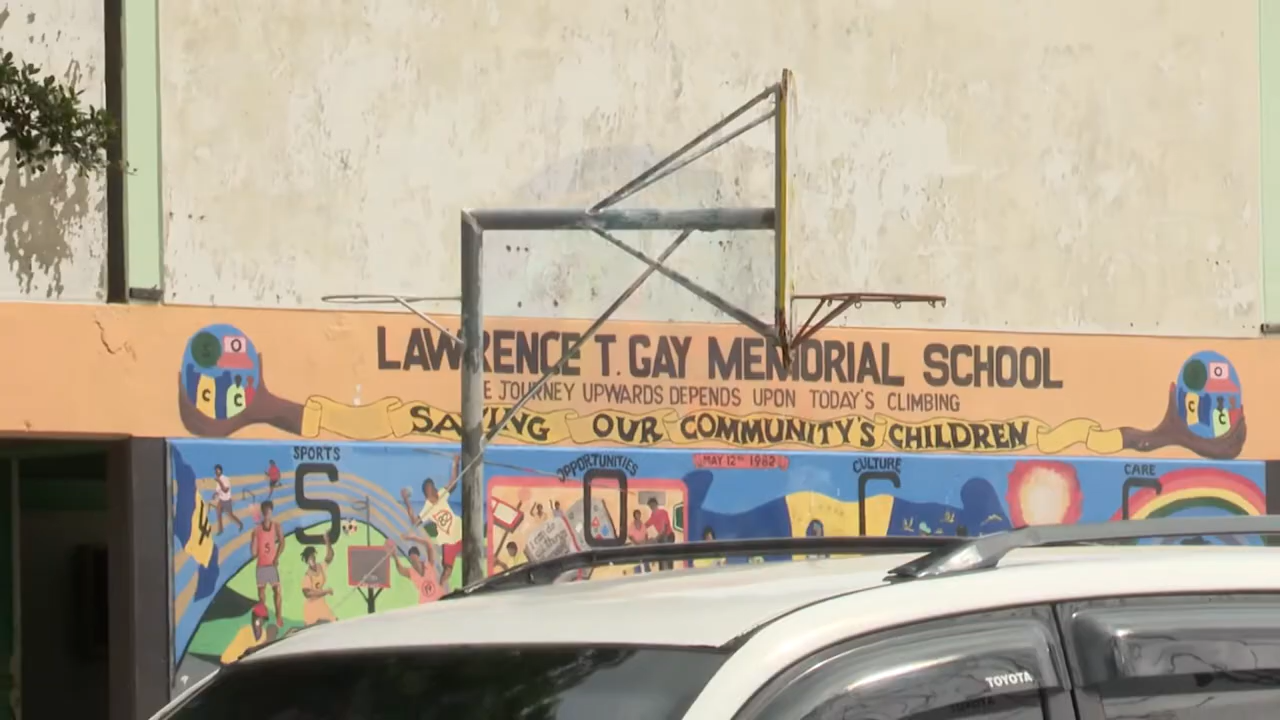 LAWRENCE T. GAY MEMORIAL SCHOOL
JOURNEY UPWARDS DEPENDS UPON TODAY'S CLIMBING
SAVING OUR COMMUNITY'S CHILDREN
S O C C
S O C C
SPORTS OPPORTUNITIES MAY 12TH 1982 CULTURE CARE
S O C C
TOYOTA